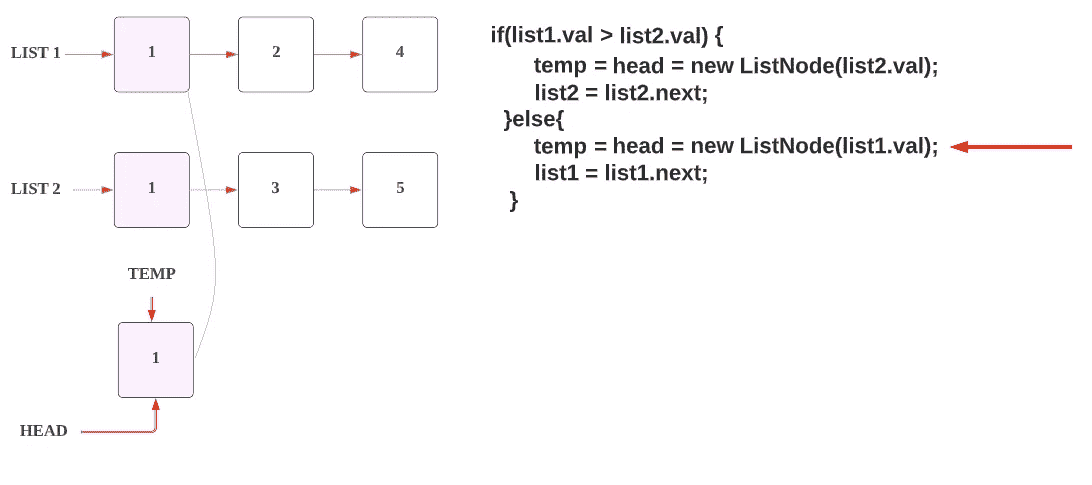 LIST 1 1 2 4
if(list1.val > list2.val) {
temp = head = new ListNode(list2.val);
list2 = list2.next;
}else{
temp = head = new ListNode(list1.val);
list1 = list1.next;
}
LIST 2 1 3 5
TEMP
1
HEAD